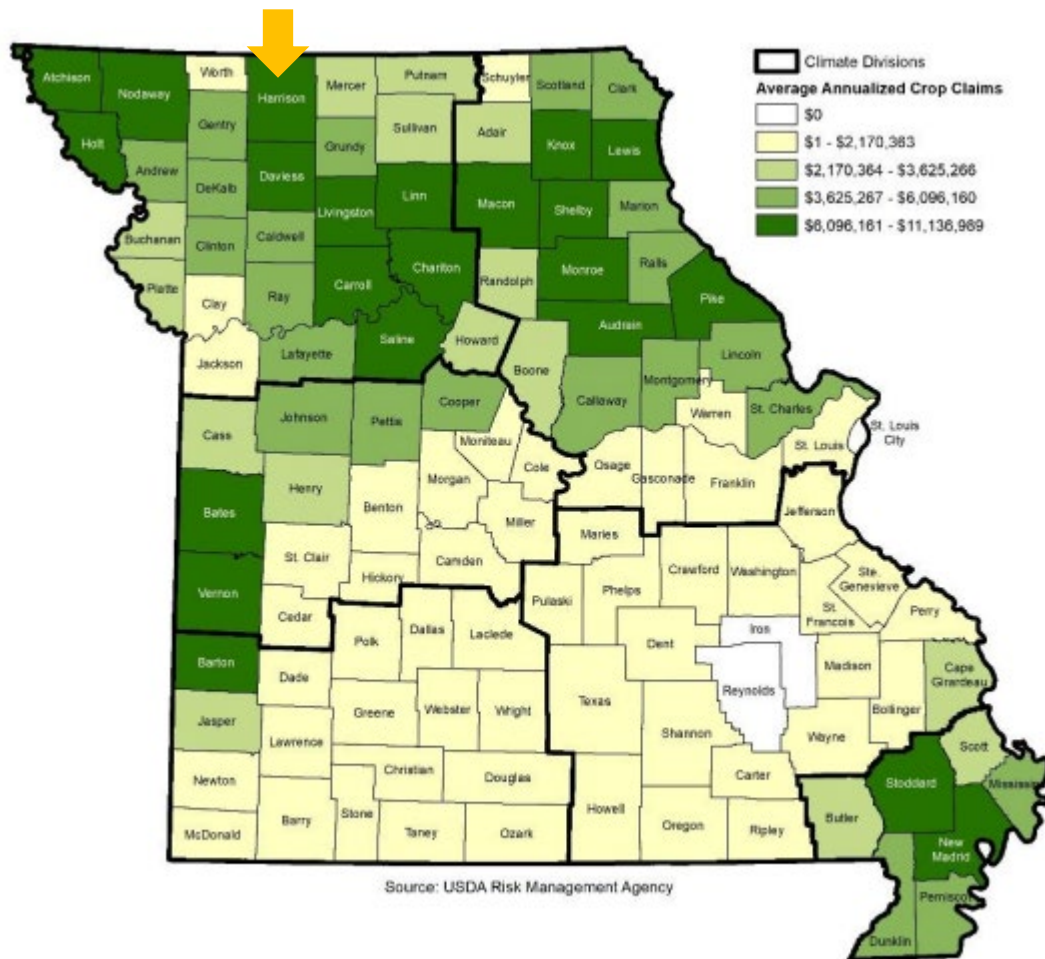 Climate Divisions
Average Annualized Crop Claims
$0
$1 - $2,170,363
$2,170,364 - $3,625,266
$3,625,267 - $6,096,160
$6,096,161 - $11,136,989
Atchison
Nodaway
Worth
Harrison
Mercer
Putnam
Schuyler
Scotland
Clark
Holt
Gentry
Grundy
Sullivan
Adair
Knox
Lewis
Andrew
DeKalb
Daviess
Livingston
Linn
Macon
Shelby
Marion
Buchanan
Clinton
Caldwell
Chariton
Randolph
Monroe
Ralls
Platte
Clay
Ray
Carroll
Pike
Audrain
Jackson
Lafayette
Saline
Howard
Boone
Callaway
Montgomery
Lincoln
Warren
St. Charles
St. Louis
St. Louis
City
Cass
Johnson
Pettis
Cooper
Moniteau
Cole
Osage
Gasconade
Franklin
Jefferson
Bates
Henry
Benton
Morgan
Miller
Maries
Vernon
St. Clair
Hickory
Camden
Pulaski
Phelps
Crawford
Washington
Ste.
Genevieve
St.
Francois
Perry
Cedar
Polk
Dallas
Laclede
Dent
Iron
Madison
Cape
Girardeau
Barton
Dade
Greene
Webster
Wright
Texas
Reynolds
Bollinger
Jasper
Lawrence
Christian
Douglas
Shannon
Wayne
Scott
Newton
Stone
Carter
Stoddard
Mississippi
McDonald
Barry
Taney
Ozark
Howell
Oregon
Ripley
Butler
New
Madrid
Dunklin
Pemiscot
Source: USDA Risk Management Agency